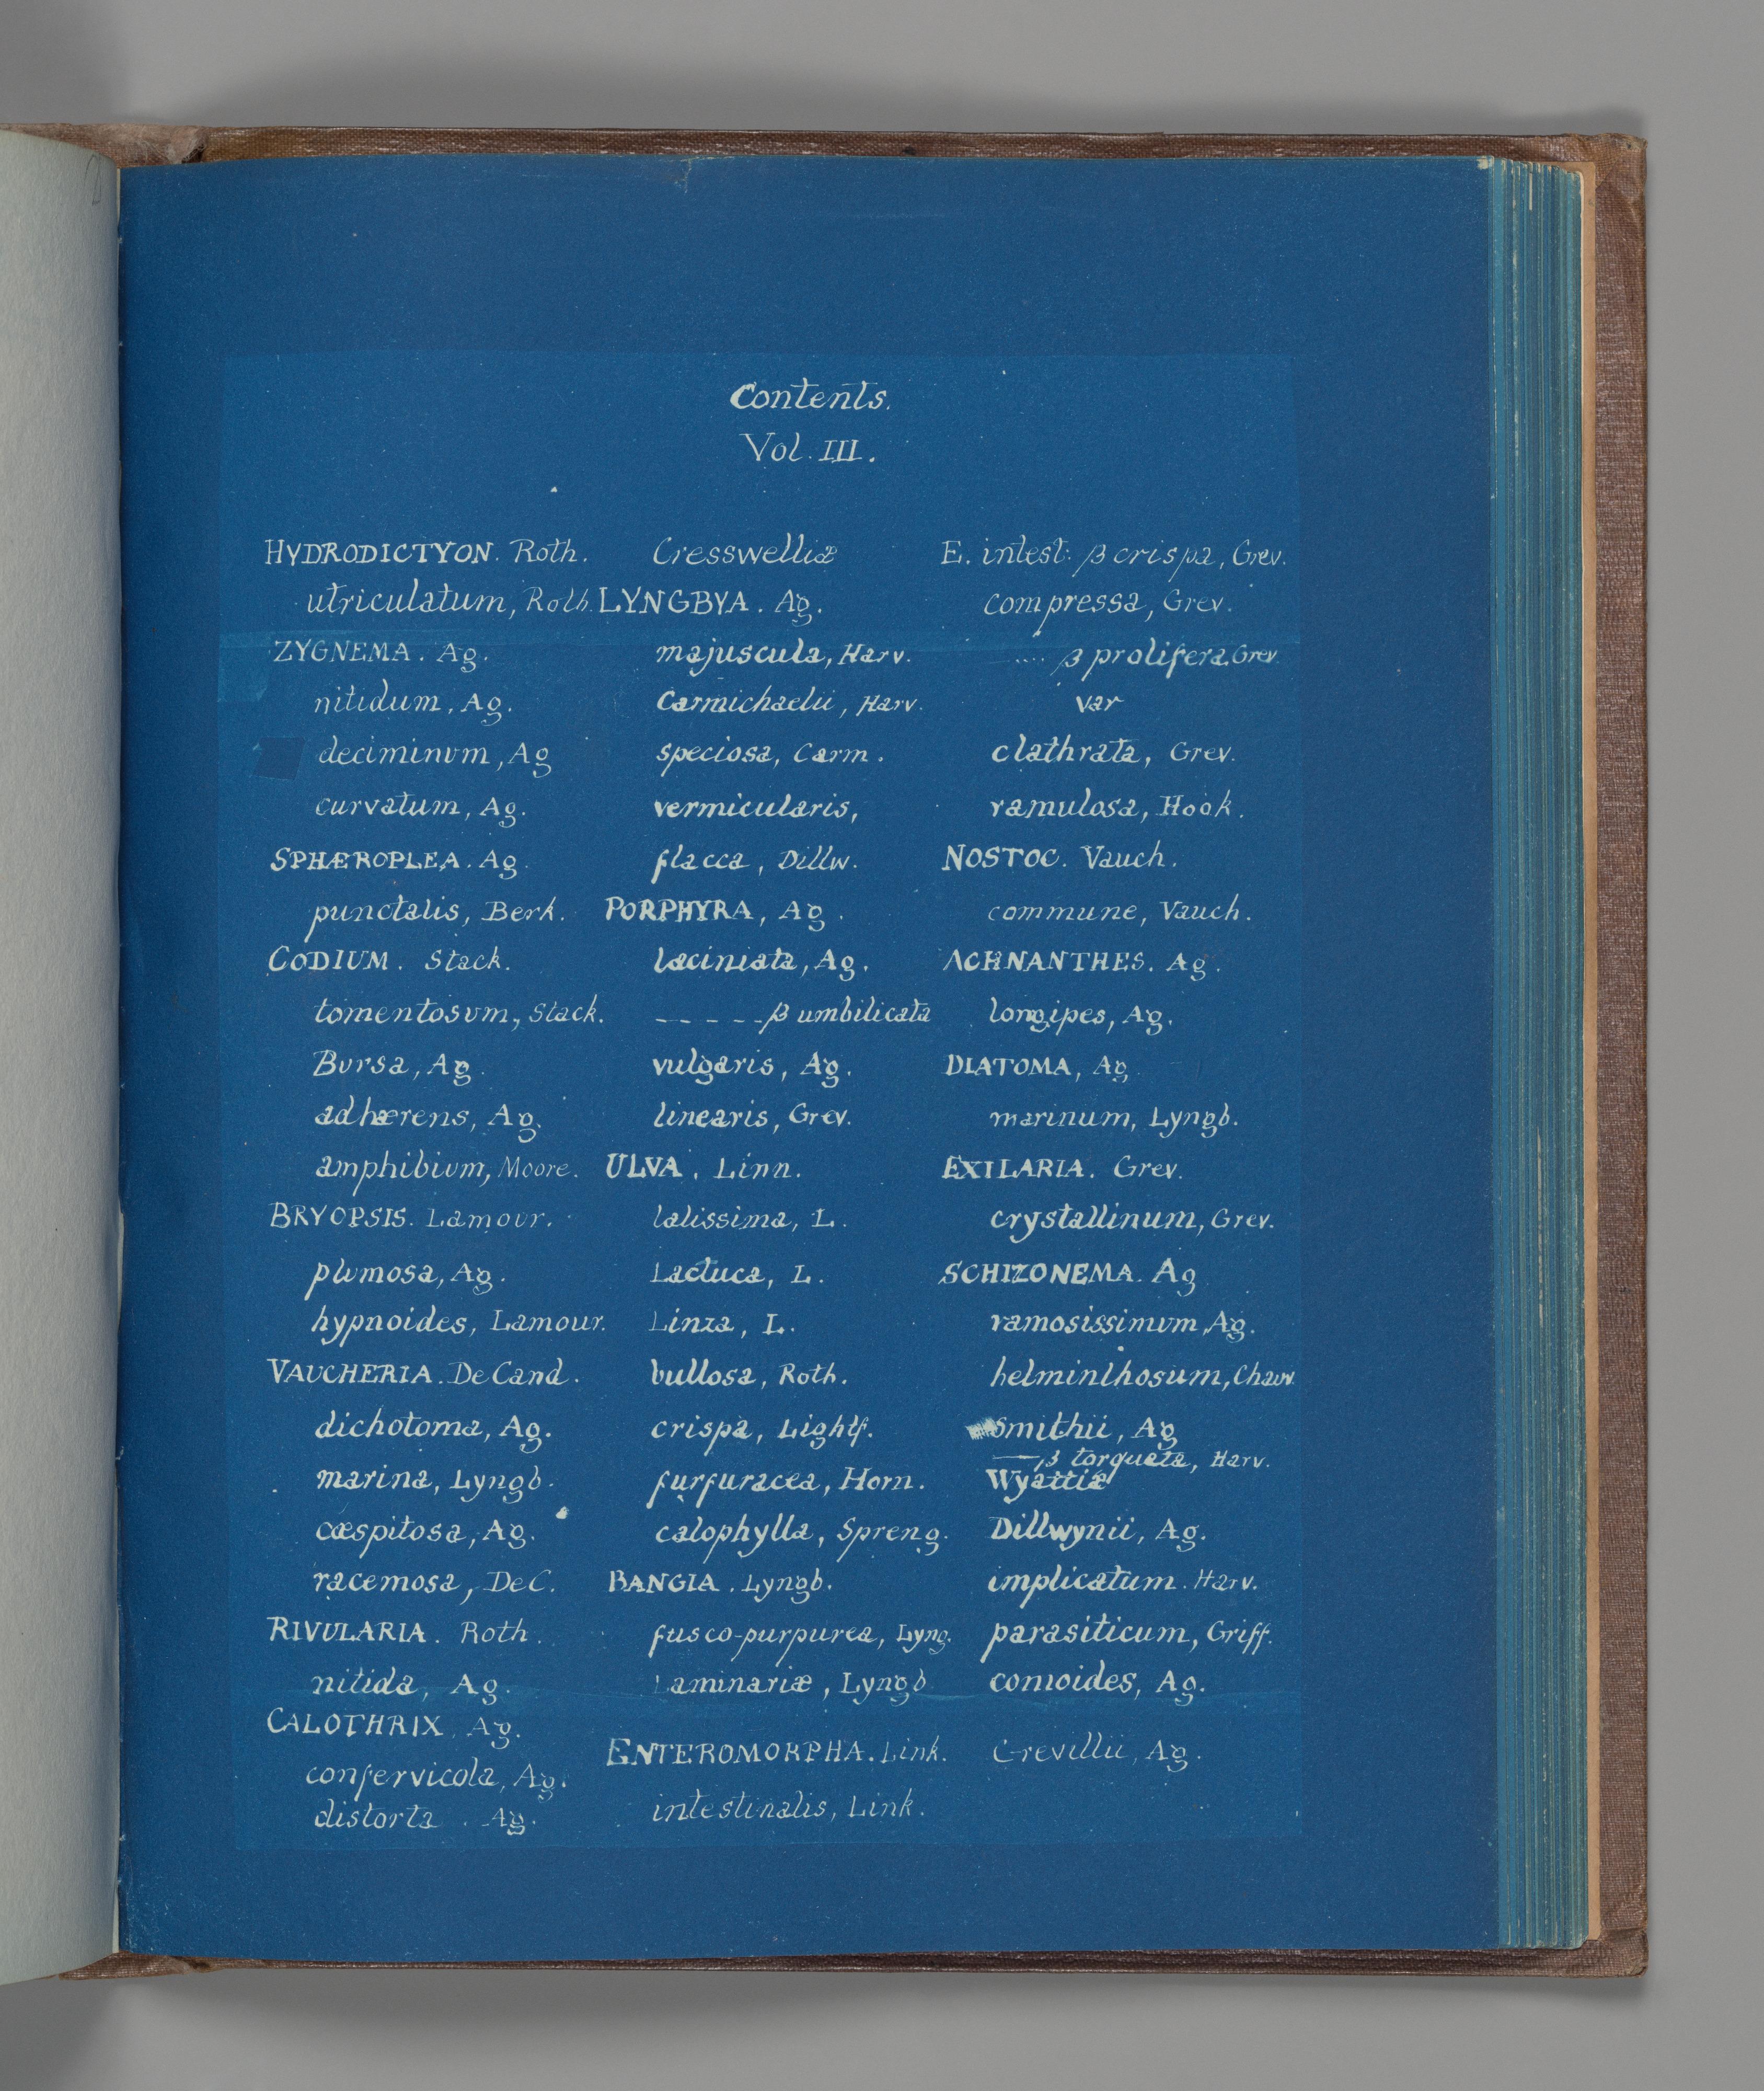 Contents.
Vol. III.
HYDRODICTYON. Roth.
utriculatum, Roth.
ZYGNEMA. Ag.
nitidum, Ag.
deciminum, Ag
curvatum, Ag.
SPHÆROPLEA. Ag.
punctalis, Berk.
CODIUM. Stack.
tomentosum, Stack.
Bursa, Ag.
adhærens, Ag.
amphibium, Moore.
BRYOPSIS. Lamour.
plumosa, Ag.
hypnoides, Lamour.
VAUCHERIA. De Cand.
dichotoma, Ag.
marina, Lyngb.
cæspitosa, Ag.
racemosa, De C.
RIVULARIA. Roth.
nitida, Ag.
CALOTHRIX. Ag.
confervicola, Ag.
distorta. Ag.
Cresswelliæ
LYNGBYA. Ag.
majuscula, Harv.
Carmichaelii, Harv.
speciosa, Carm.
vermicularis,
flacca, Dillw.
PORPHYRA, Ag.
laciniata, Ag.
_ _ _ _ _ β umbilicata
vulgaris, Ag.
linearis, Grev.
ULVA. Linn.
latissima, L.
Lactuca, L.
Linza, L.
bullosa, Roth.
crispa, Lightf.
furfuracea, Horn.
calophylla, Spreng.
BANGIA. Lyngb.
fusco-purpurea, Lyng.
Laminariæ, Lyngb
ENTEROMORPHA. Link.
intestinalis, Link.
E. intest. β crispa, Grev.
compressa, Grev.
.... β prolifera. Grev
var
clathrata, Grev.
ramulosa, Hook.
NOSTOC. Vauch.
commune, Vauch.
ACHNANTHES. Ag.
longipes, Ag.
DIATOMA, Ag
marinum, Lyngb.
EXILARIA. Grev.
crystallinum, Grev.
SCHIZONEMA. Ag
ramosissimum, Ag.
helminthosum, Chauv.
Smithii, Ag
— β torquata, Harv.
Wyattiæ
Dillwynii, Ag.
implicatum. Harv.
parasiticum, Griff.
comoides, Ag.
Grevillii, Ag.